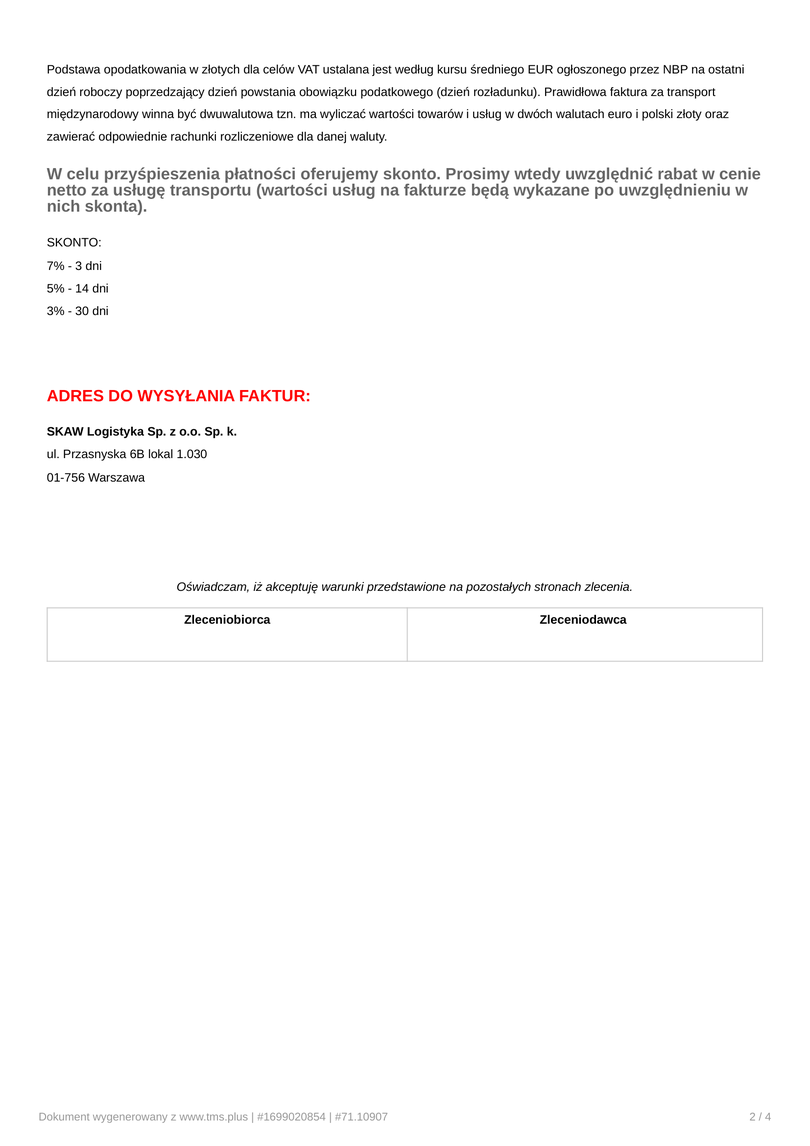 Podstawa opodatkowania w złotych dla celów VAT ustalana jest według kursu średniego EUR ogłoszonego przez NBP na ostatni
dzień roboczy poprzedzający dzień powstania obowiązku podatkowego (dzień rozładunku). Prawidłowa faktura za transport
międzynarodowy winna być dwuwalutowa tzn. ma wyliczać wartości towarów i usług w dwóch walutach euro i polski złoty oraz
zawierać odpowiednie rachunki rozliczeniowe dla danej waluty.
W celu przyśpieszenia płatności oferujemy skonto. Prosimy wtedy uwzględnić rabat w cenie
netto za usługę transportu (wartości usług na fakturze będą wykazane po uwzględnieniu w
nich skonta).
SKONTO:
7% - 3 dni
5% - 14 dni
3% - 30 dni
ADRES DO WYSYŁANIA FAKTUR:
SKAW Logistyka Sp. z o.o. Sp. k.
ul. Przasnyska 6B lokal 1.030
01-756 Warszawa
Oświadczam, iż akceptuję warunki przedstawione na pozostałych stronach zlecenia.
Zleceniobiorca
Zleceniodawca
Dokument wygenerowany z www.tms.plus | #1699020854 | #71.10907
2 / 4